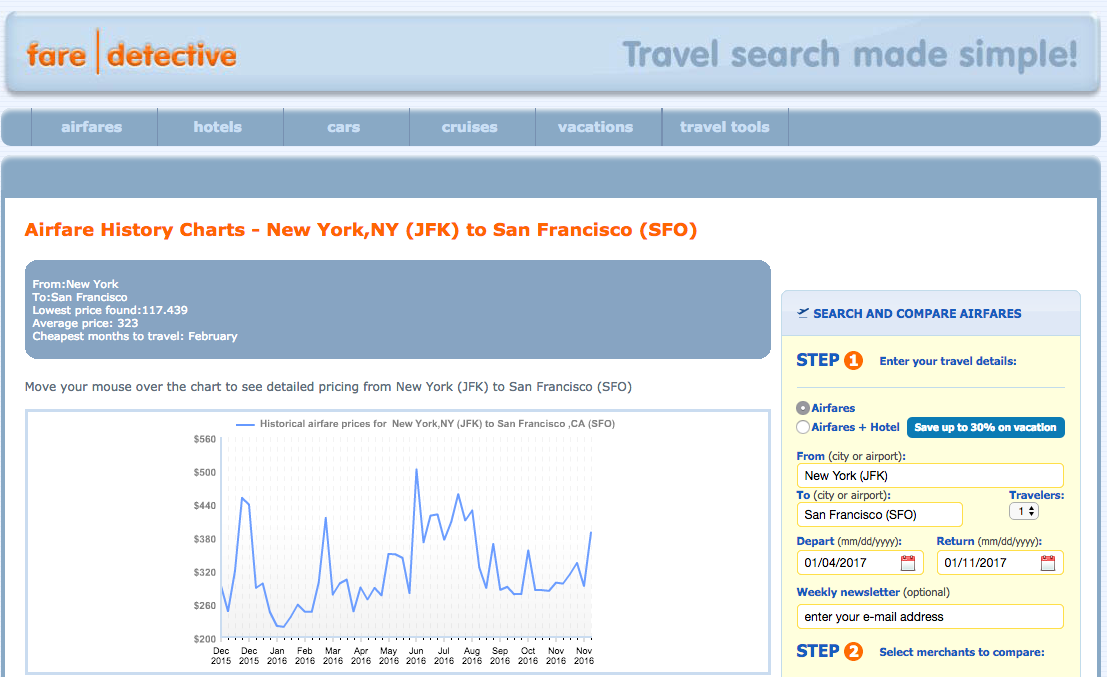 fare | detective
Travel search made simple!
airfares hotels cars cruises vacations travel tools
Airfare History Charts - New York,NY (JFK) to San Francisco (SFO)
From:New York
To:San Francisco
Lowest price found:117.439
Average price: 323
Cheapest months to travel: February
Move your mouse over the chart to see detailed pricing from New York (JFK) to San Francisco (SFO)
Historical airfare prices for New York,NY (JFK) to San Francisco ,CA (SFO)
$560
$500
$440
$380
$320
$260
$200
Dec Dec Jan Feb Mar Apr May Jun Jul Aug Sep Oct Nov Nov
2015 2015 2016 2016 2016 2016 2016 2016 2016 2016 2016 2016 2016 2016
SEARCH AND COMPARE AIRFARES
STEP 1 Enter your travel details:
Airfares
Airfares + Hotel Save up to 30% on vacation
From (city or airport):
New York (JFK)
To (city or airport): Travelers:
San Francisco (SFO) 1
Depart (mm/dd/yyyy): Return (mm/dd/yyyy):
01/04/2017 01/11/2017
Weekly newsletter (optional)
enter your e-mail address
STEP 2 Select merchants to compare: